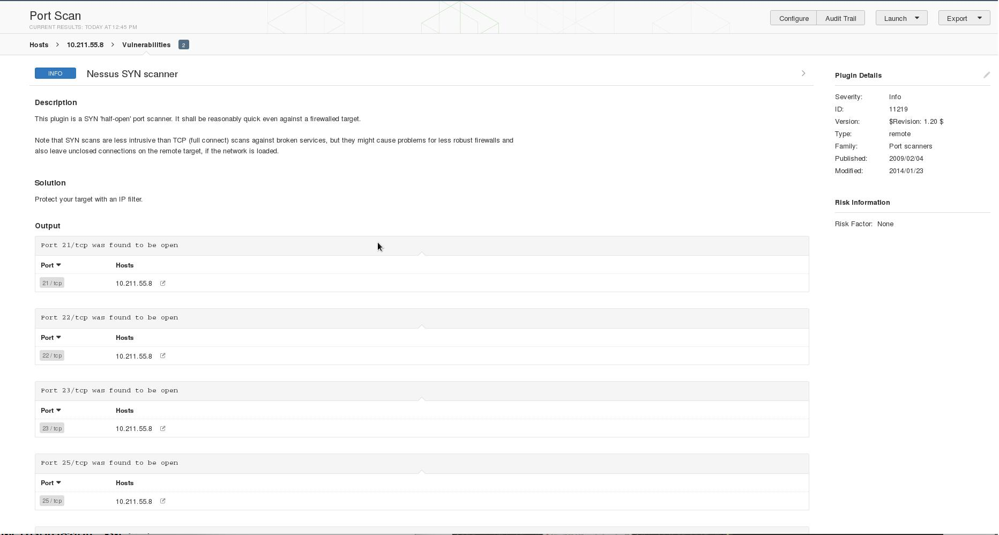 Port Scan
CURRENT RESULTS: TODAY AT 12:45 PM
Configure Audit Trail Launch Export
Hosts > 10.211.55.8 > Vulnerabilities 2
INFO Nessus SYN scanner
Description
This plugin is a SYN 'half-open' port scanner. It shall be reasonably quick even against a firewalled target.
Note that SYN scans are less intrusive than TCP (full connect) scans against broken services, but they might cause problems for less robust firewalls and
also leave unclosed connections on the remote target, if the network is loaded.
Solution
Protect your target with an IP filter.
Output
Port 21/tcp was found to be open
Port Hosts
21 / tcp 10.211.55.8
Port 22/tcp was found to be open
Port Hosts
22 / tcp 10.211.55.8
Port 23/tcp was found to be open
Port Hosts
23 / tcp 10.211.55.8
Port 25/tcp was found to be open
Port Hosts
25 / tcp 10.211.55.8
Plugin Details
Severity: Info
ID: 11219
Version: $Revision: 1.20 $
Type: remote
Family: Port scanners
Published: 2009/02/04
Modified: 2014/01/23
Risk Information
Risk Factor: None